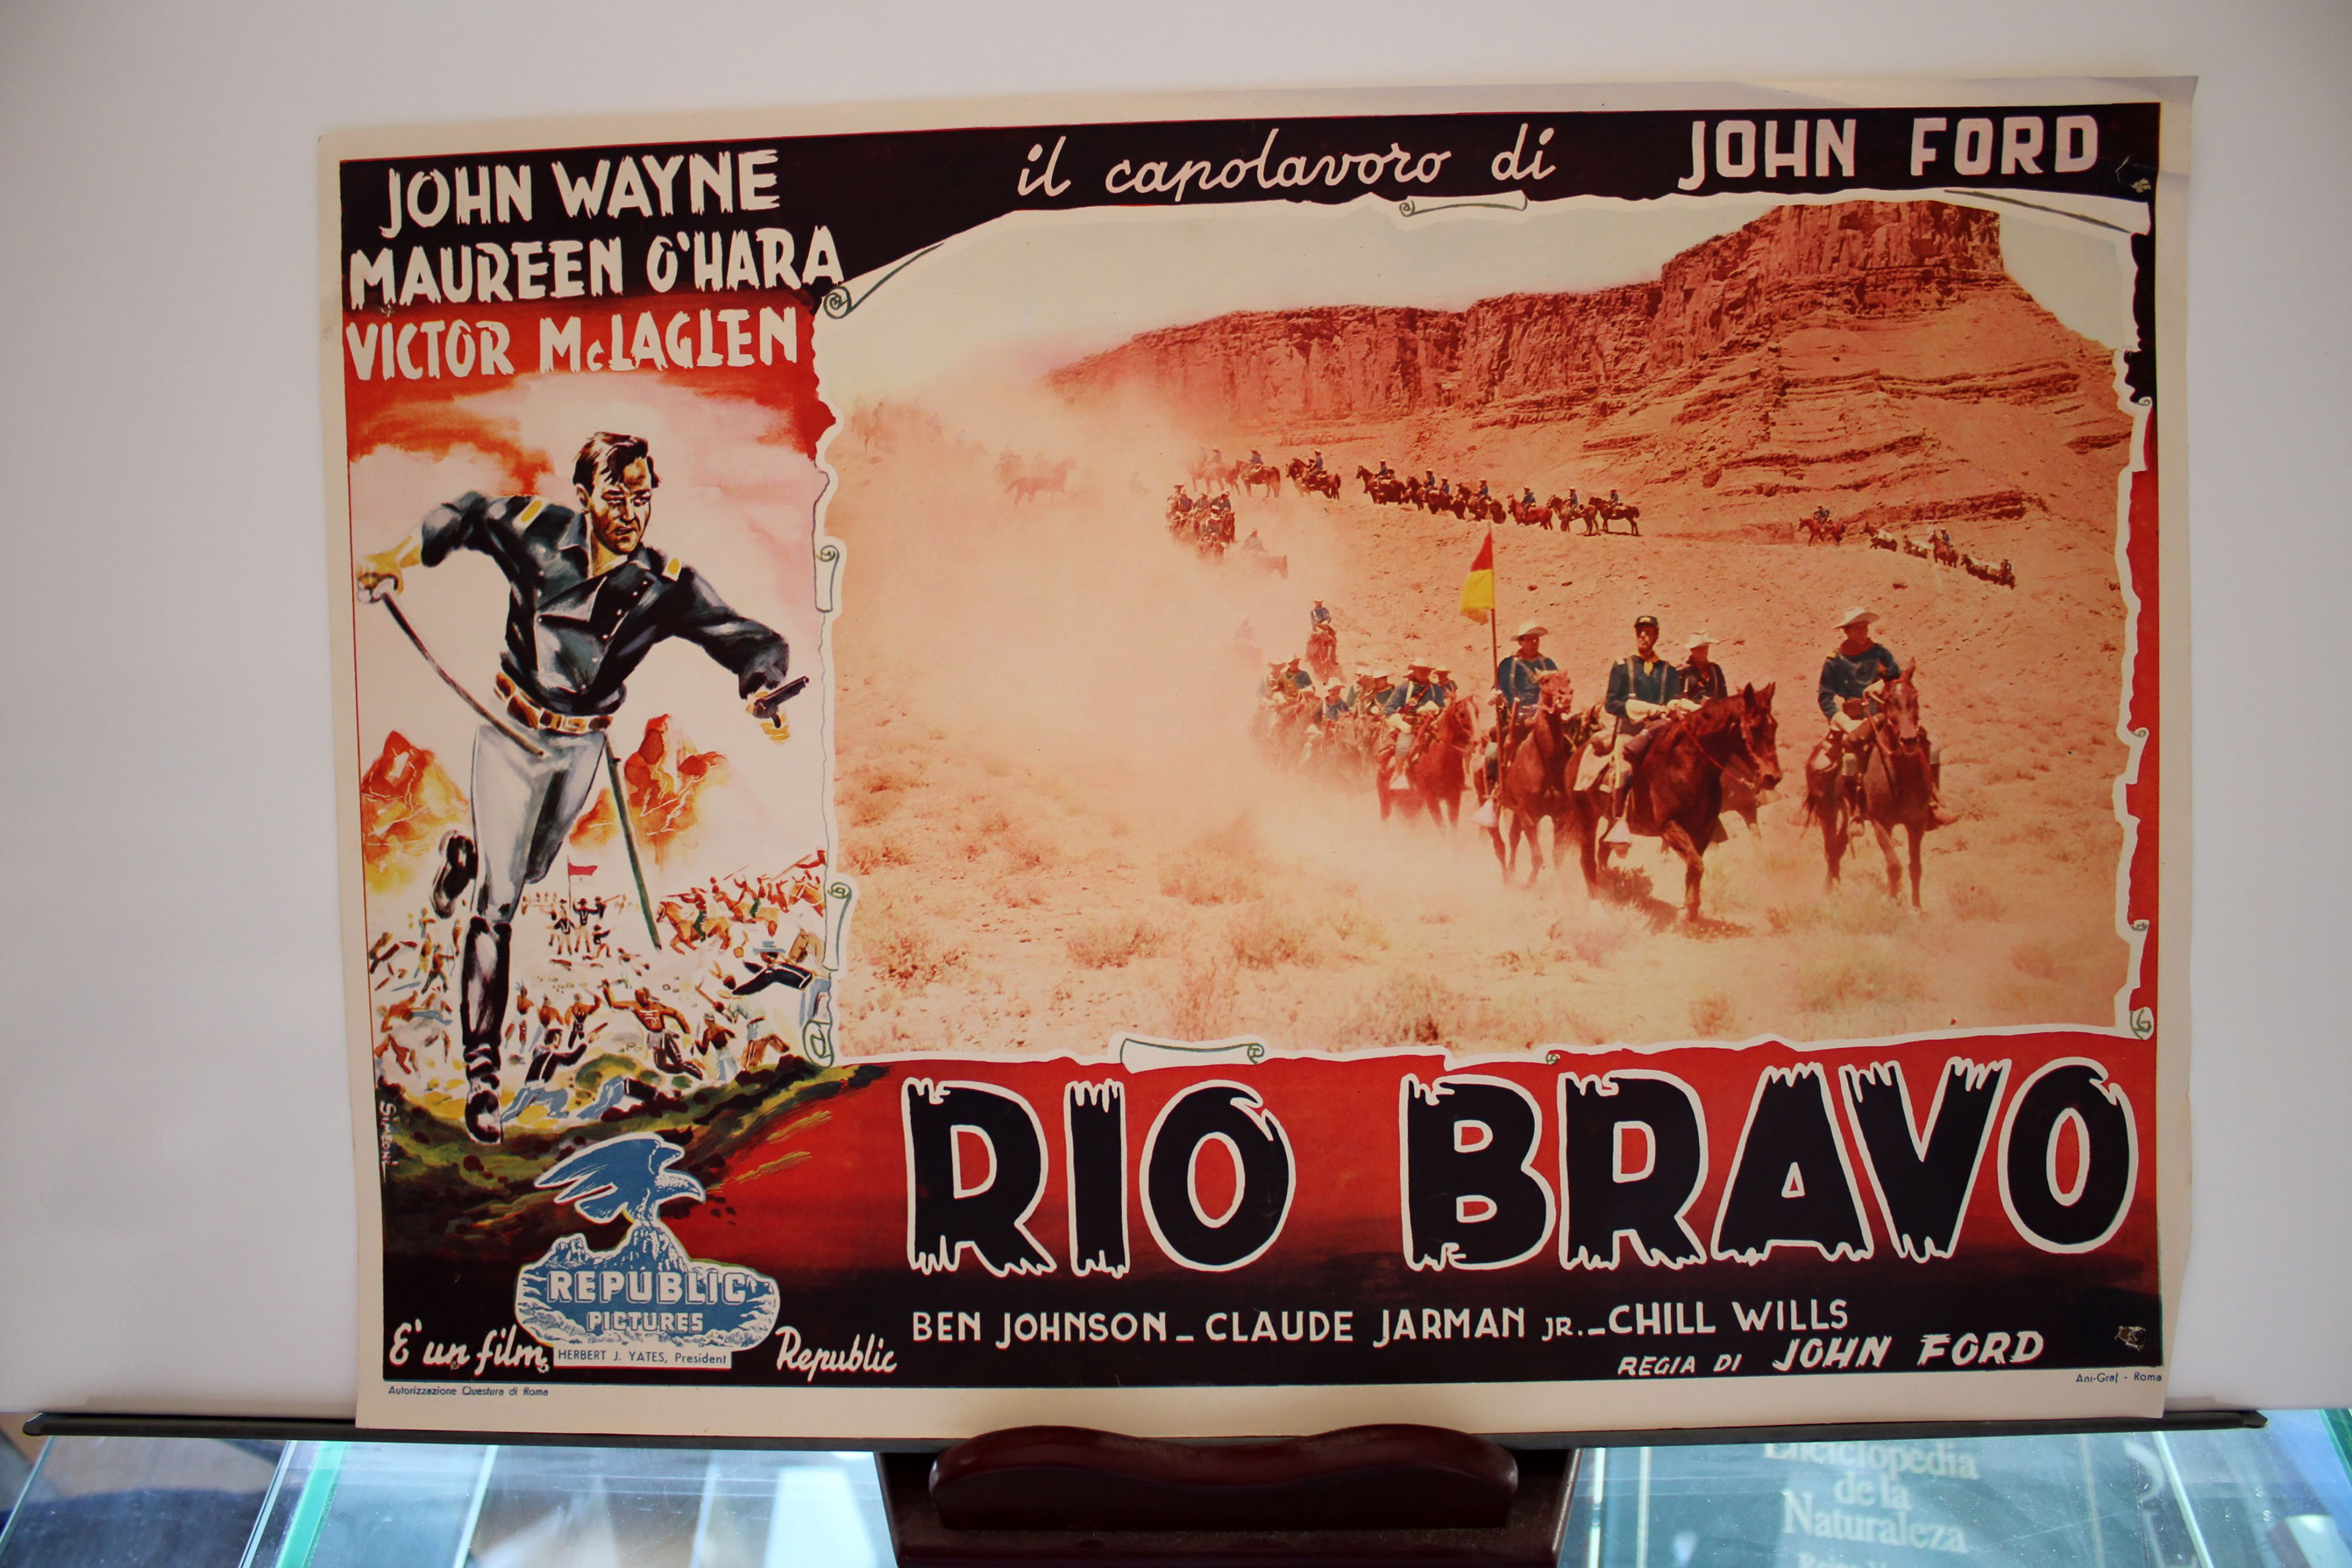 JOHN WAYNE
MAUREEN O'HARA
VICTOR McLAGLEN
il capolavoro di JOHN FORD
SIMEONI
RIO BRAVO
REPUBLIC
PICTURES
HERBERT J. YATES, President
E' un film Republic
BEN JOHNSON - CLAUDE JARMAN JR. - CHILL WILLS
REGIA DI JOHN FORD
Autorizzazione Questura di Roma
Ani-Graf - Roma
Enciclopedia
de la
Naturaleza